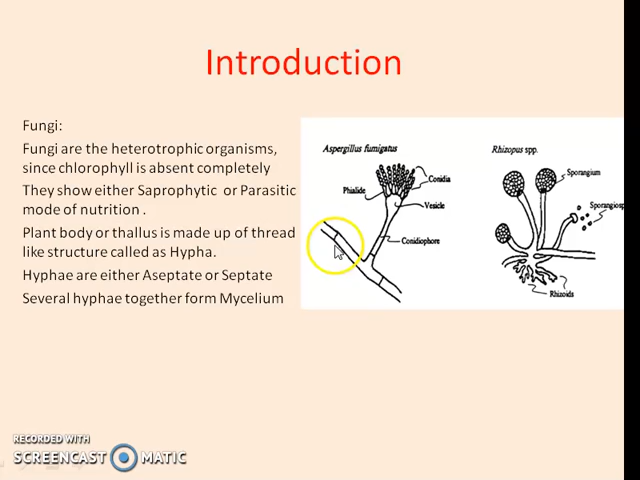 Introduction
Fungi:
Fungi are the heterotrophic organisms,
since chlorophyll is absent completely
They show either Saprophytic or Parasitic
mode of nutrition .
Plant body or thallus is made up of thread
like structure called as Hypha.
Hyphae are either Aseptate or Septate
Several hyphae together form Mycelium
Aspergillus fumigatus
Conidia
Phialide
Vesicle
Conidiophore
Rhizopus spp.
Sporangium
Sporangiosp
Rhizoids
RECORDED WITH
SCREENCAST MATIC